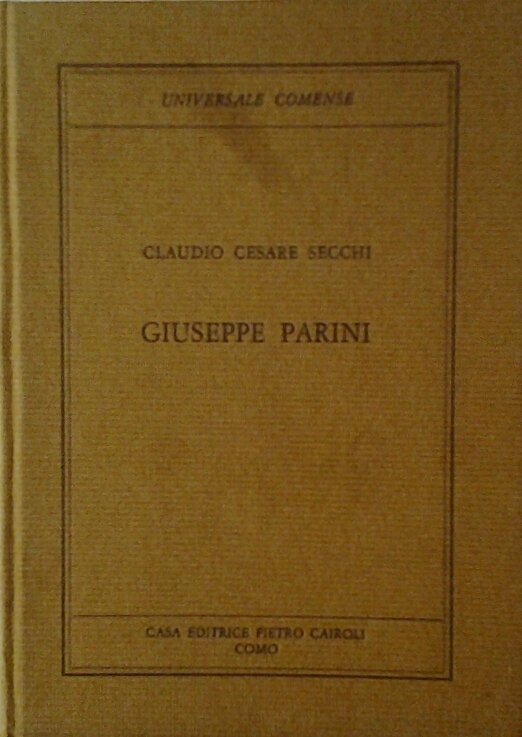 UNIVERSALE COMENSE
CLAUDIO CESARE SECCHI
GIUSEPPE PARINI
CASA EDITRICE PIETRO CAIROLI
COMO